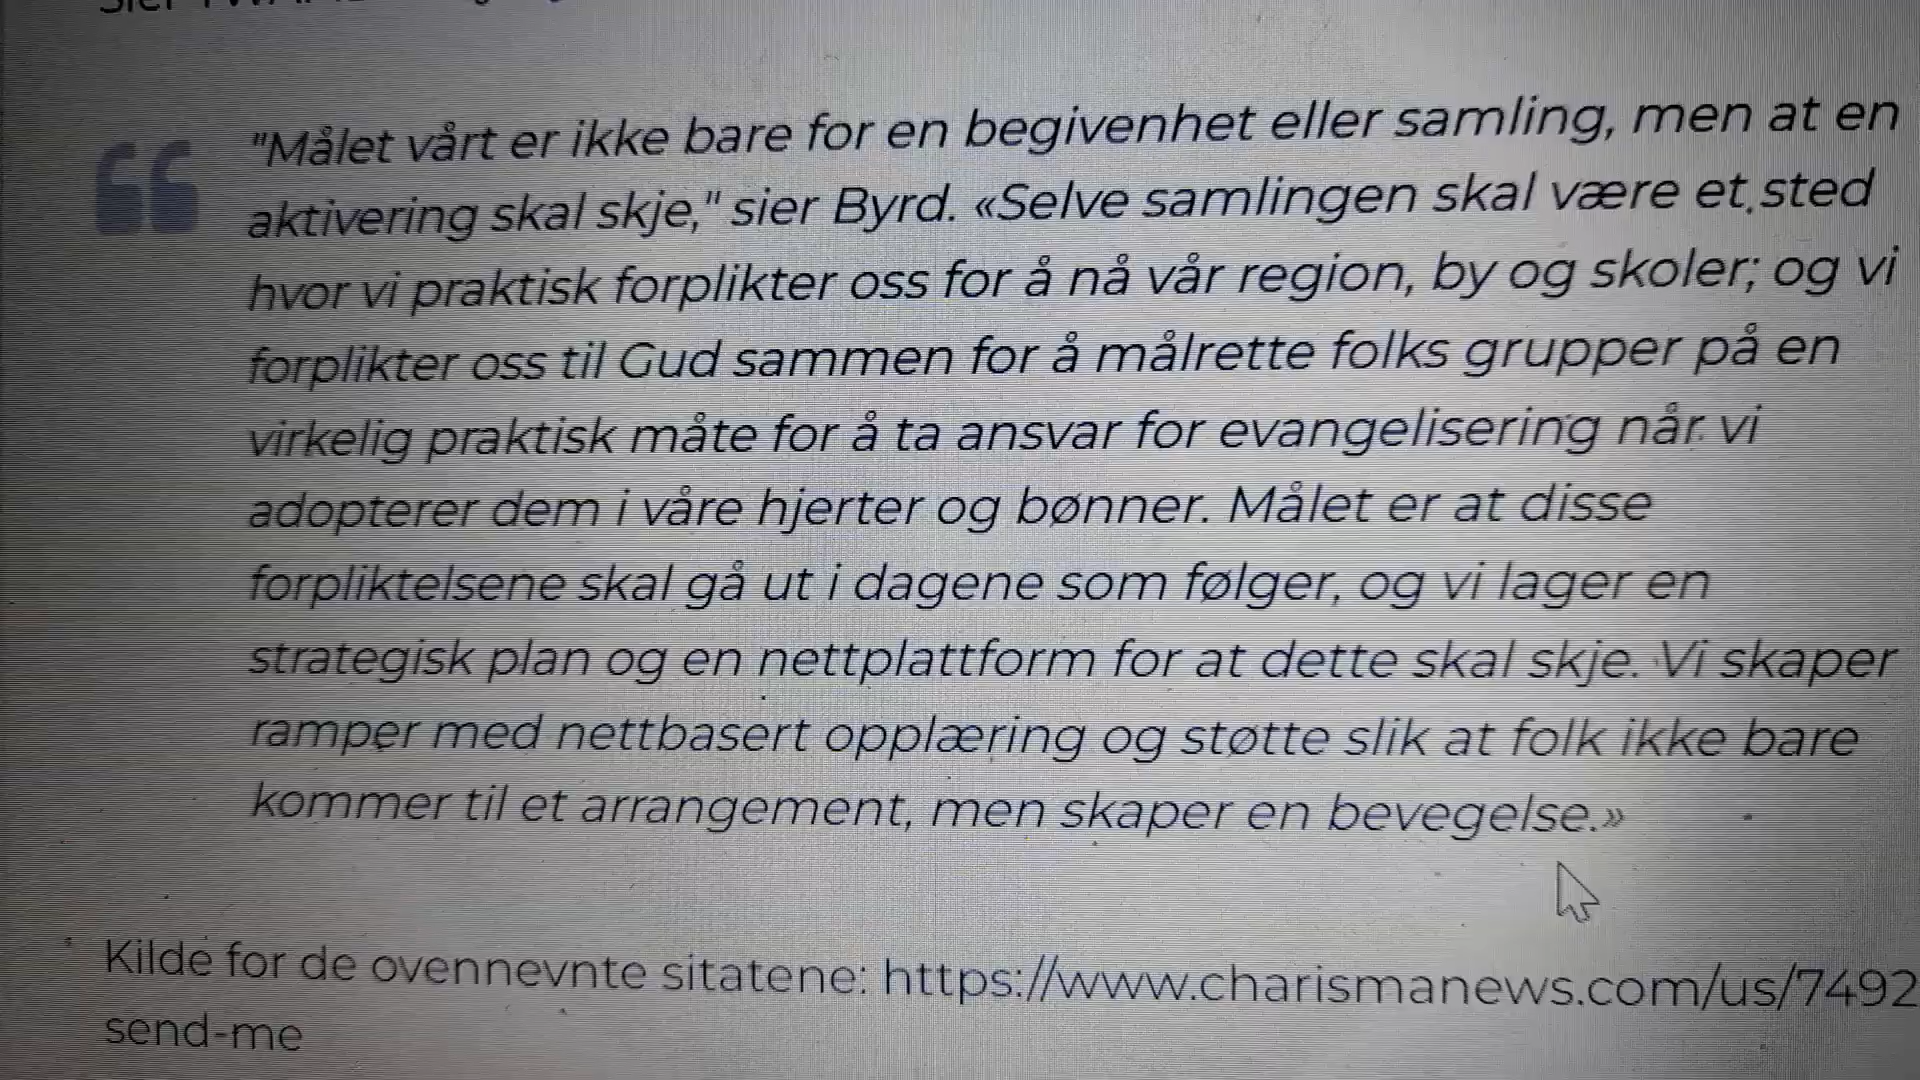 "Målet vårt er ikke bare for en begivenhet eller samling, men at en
aktivering skal skje," sier Byrd. «Selve samlingen skal være et sted
hvor vi praktisk forplikter oss for å nå vår region, by og skoler; og vi
forplikter oss til Gud sammen for å målrette folks grupper på en
virkelig praktisk måte for å ta ansvar for evangelisering når vi
adopterer dem i våre hjerter og bønner. Målet er at disse
forpliktelsene skal gå ut i dagene som følger, og vi lager en
strategisk plan og en nettplattform for at dette skal skje. Vi skaper
ramper med nettbasert opplæring og støtte slik at folk ikke bare
kommer til et arrangement, men skaper en bevegelse.»
Kilde for de ovennevnte sitatene: https://www.charismanews.com/us/7492
send-me